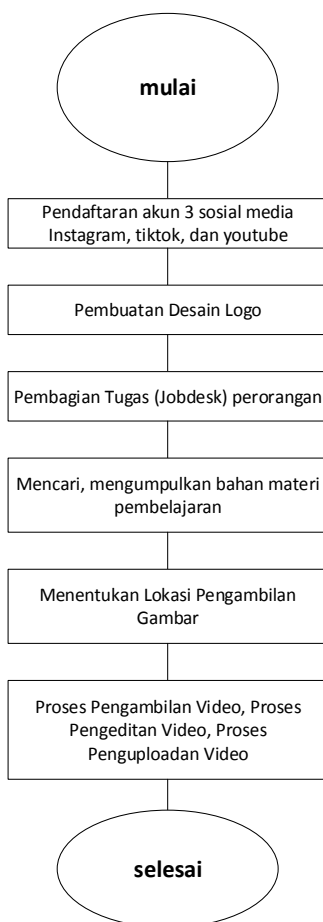 mulai
Pendaftaran akun 3 sosial media
Instagram, tiktok, dan youtube
Pembuatan Desain Logo
Pembagian Tugas (Jobdesk) perorangan
Mencari, mengumpulkan bahan materi
pembelajaran
Menentukan Lokasi Pengambilan
Gambar
Proses Pengambilan Video, Proses
Pengeditan Video, Proses
Penguploadan Video
selesai